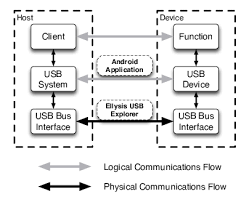 Host
Device
Client
Function
Android
Application
USB
System
USB
Device
Ellysis USB
Explorer
USB Bus
Interface
USB Bus
Interface
Logical Communications Flow
Physical Communications Flow